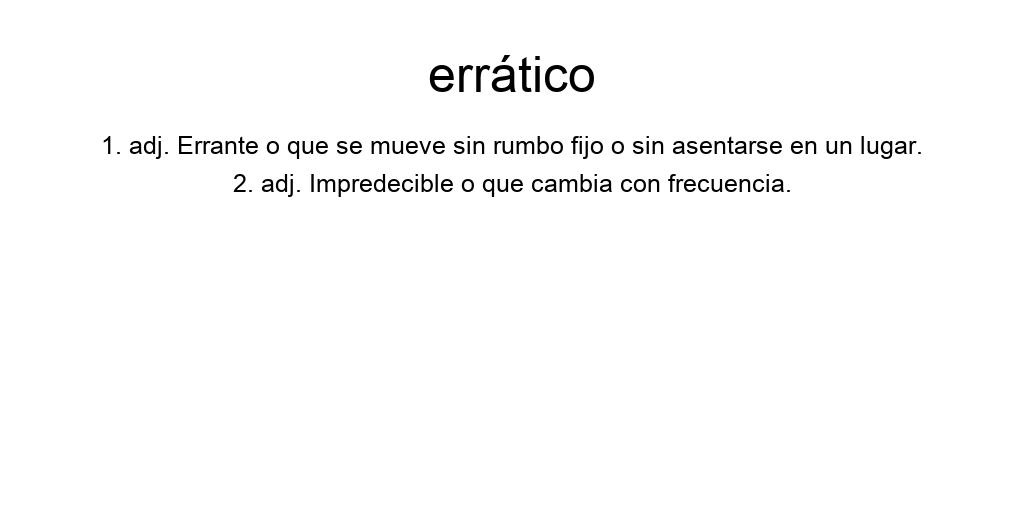 errático
1. adj. Errante o que se mueve sin rumbo fijo o sin asentarse en un lugar.
2. adj. Impredecible o que cambia con frecuencia.